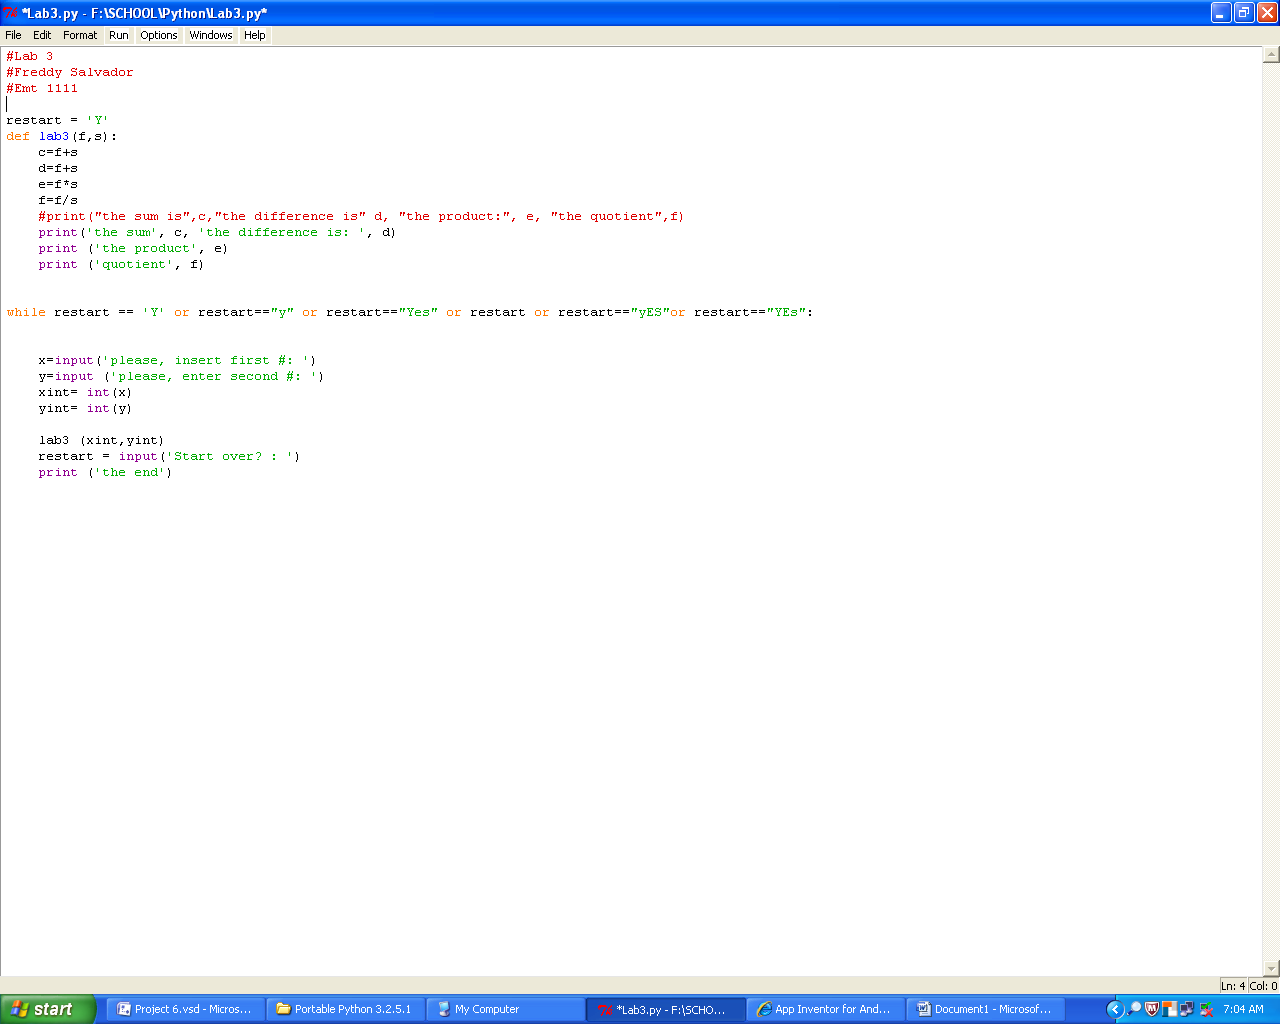 *Lab3.py - F:\SCHOOL\Python\Lab3.py*
File Edit Format Run Options Windows Help
#Lab 3
#Freddy Salvador
#Emt 1111
restart = 'Y'
def lab3(f,s):
    c=f+s
    d=f+s
    e=f*s
    f=f/s
    #print("the sum is",c,"the difference is" d, "the product:", e, "the quotient",f)
    print('the sum', c, 'the difference is: ', d)
    print ('the product', e)
    print ('quotient', f)
while restart == 'Y' or restart=="y" or restart=="Yes" or restart or restart=="yES"or restart=="YEs":
    x=input('please, insert first #: ')
    y=input ('please, enter second #: ')
    xint= int(x)
    yint= int(y)
    lab3 (xint,yint)
    restart = input('Start over? : ')
    print ('the end')
Ln: 4 Col: 0
start Project 6.vsd - Micros... Portable Python 3.2.5.1 My Computer *Lab3.py - F:\SCHO... App Inventor for And... Document1 - Microsof... 7:04 AM